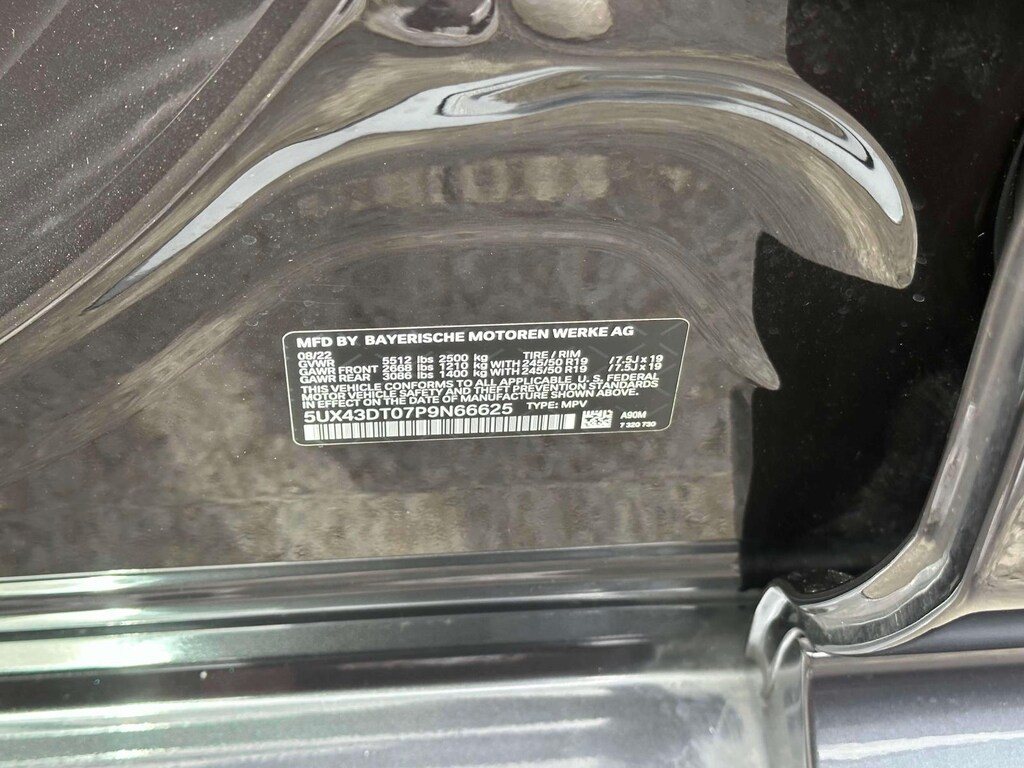 MFD BY BAYERISCHE MOTOREN WERKE AG
08/22 TIRE / RIM
GVWR 5512 lbs 2500 kg
GAWR FRONT 2668 lbs 1210 kg WITH 245/50 R19 /7.5J x 19
GAWR REAR 3086 lbs 1400 kg WITH 245/50 R19 /7.5J x 19
THIS VEHICLE CONFORMS TO ALL APPLICABLE U. S. FEDERAL
MOTOR VEHICLE SAFETY AND THEFT PREVENTION STANDARDS
IN EFFECT ON THE DATE OF MANUFACTURE SHOWN ABOVE.
5UX43DT07P9N66625 TYPE: MPV
A90M
7 320 730